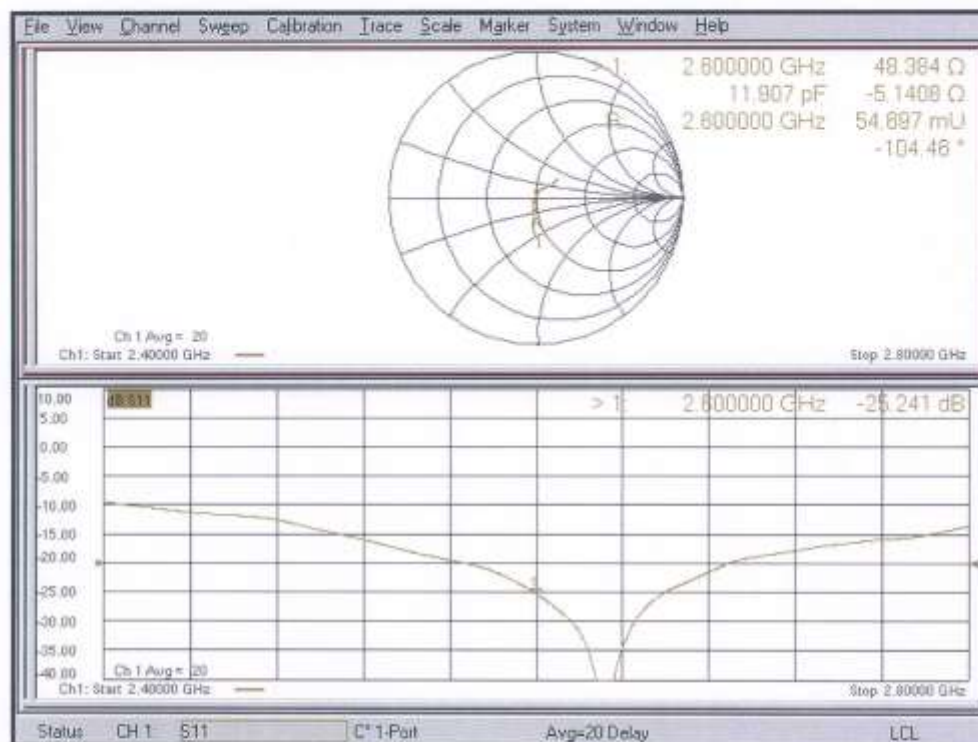 File View Channel Sweep Calibration Trace Scale Marker System Window Help
> 1 2.600000 GHz 48.384 Ω
11.907 pF -5.1408 Ω
R 2.600000 GHz 54.697 mU
-104.46 °
Ch 1 Avg = 20
Ch1: Start 2.40000 GHz
Stop 2.80000 GHz
10.00
dB S11
> 1 2.600000 GHz -25.241 dB
5.00
0.00
-5.00
-10.00
-15.00
-20.00
-25.00
-30.00
-35.00
-40.00
Ch 1 Avg = 20
Ch1: Start 2.40000 GHz
Stop 2.80000 GHz
Status CH 1: S11 C* 1-Port Avg=20 Delay LCL